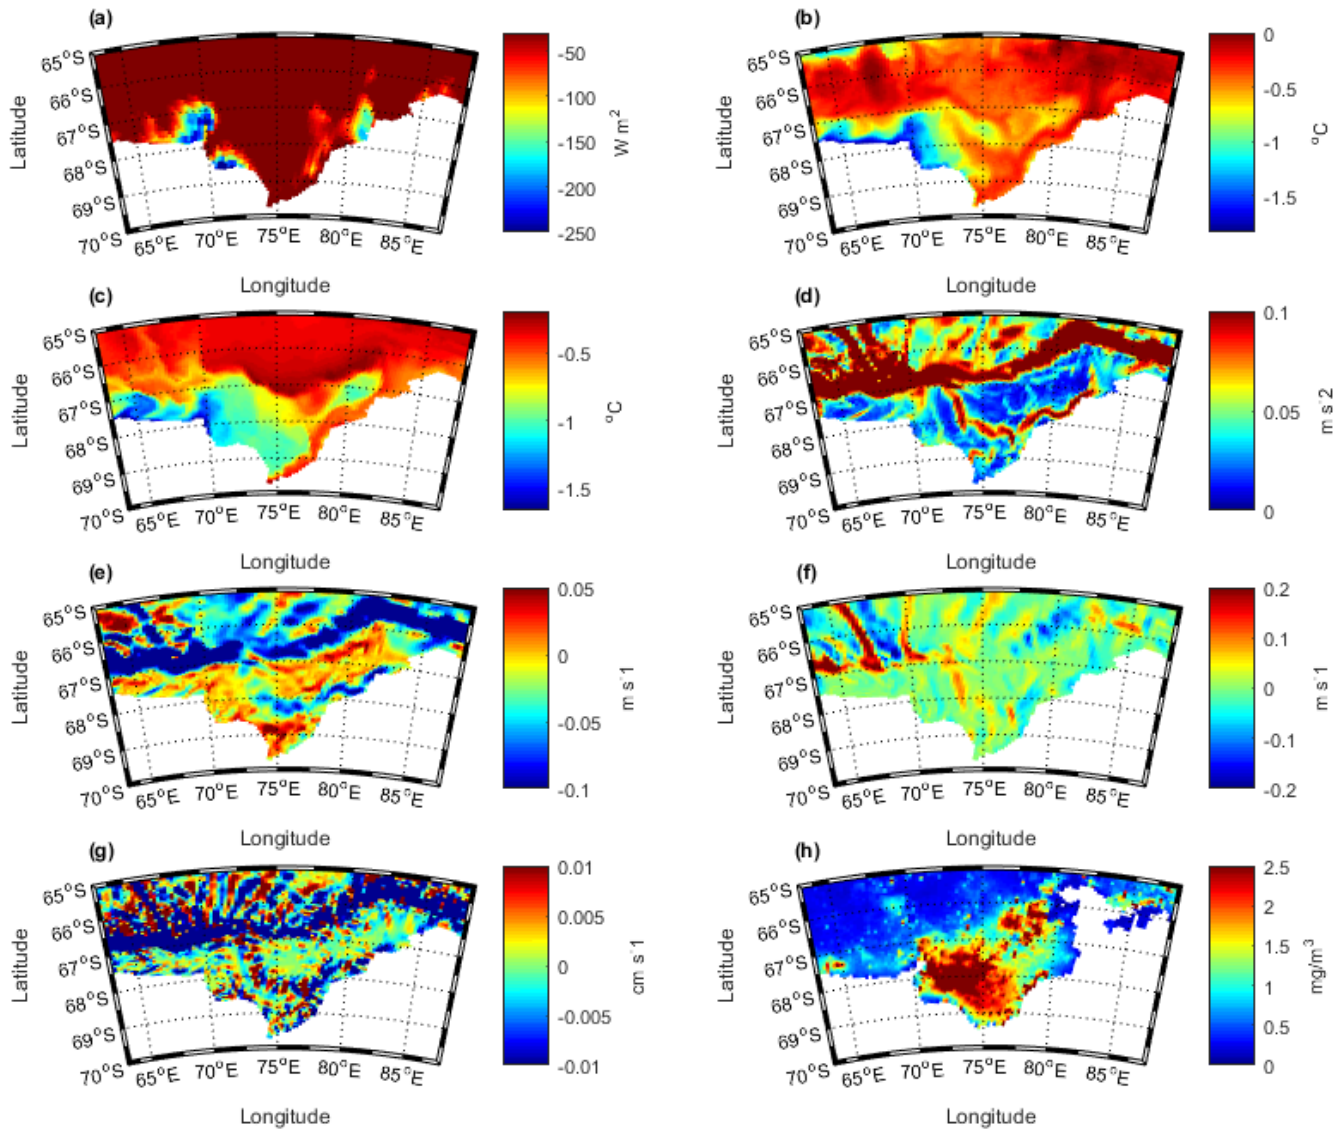 (a)
65°S
66°S
67°S
68°S
69°S
70°S
65°E
70°E
75°E
80°E
85°E
Latitude
Longitude
-50
-100
-150
-200
-250
W m²
(b)
65°S
66°S
67°S
68°S
69°S
70°S
65°E
70°E
75°E
80°E
85°E
Latitude
Longitude
0
-0.5
-1
-1.5
°C
(c)
65°S
66°S
67°S
68°S
69°S
70°S
65°E
70°E
75°E
80°E
85°E
Latitude
Longitude
-0.5
-1
-1.5
°C
(d)
65°S
66°S
67°S
68°S
69°S
70°S
65°E
70°E
75°E
80°E
85°E
Latitude
Longitude
0.1
0.05
0
m s⁻2
(e)
65°S
66°S
67°S
68°S
69°S
70°S
65°E
70°E
75°E
80°E
85°E
Latitude
Longitude
0.05
0
-0.05
-0.1
m s⁻1
(f)
65°S
66°S
67°S
68°S
69°S
70°S
65°E
70°E
75°E
80°E
85°E
Latitude
Longitude
0.2
0.1
0
-0.1
-0.2
m s⁻1
(g)
65°S
66°S
67°S
68°S
69°S
70°S
65°E
70°E
75°E
80°E
85°E
Latitude
Longitude
0.01
0.005
0
-0.005
-0.01
cm s⁻1
(h)
65°S
66°S
67°S
68°S
69°S
70°S
65°E
70°E
75°E
80°E
85°E
Latitude
Longitude
2.5
2
1.5
1
0.5
0
mg/m³